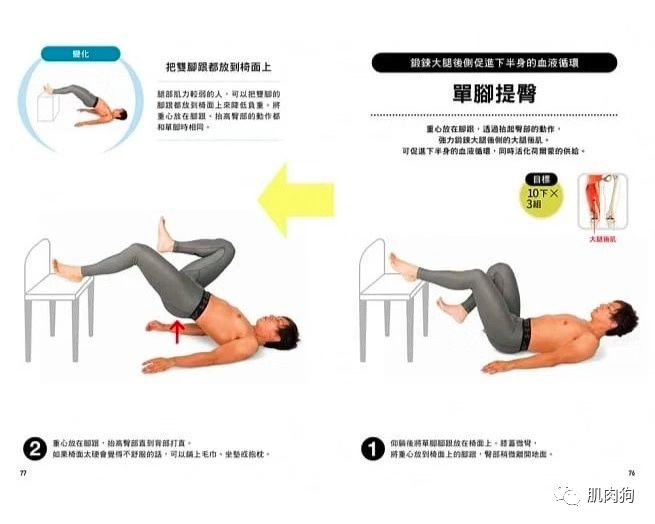 鍛鍊大腿後側促進下半身的血液循環
單腳提臀
重心放在腳跟，透過抬起臀部的動作，
強力鍛鍊大腿後側的大腿後肌。
可促進下半身的血液循環，同時活化荷爾蒙的供給。
目標
10下×
3組
大腿後肌
1 仰躺後將單腳腳跟放在椅面上，膝蓋微彎，
將重心放到椅面上的腳跟，臀部稍微離開地面。
76
變化
把雙腳跟都放到椅面上
腿部肌力較弱的人，可以把雙腳的
腳跟都放到椅面上來降低負重。將
重心放在腳跟、抬高臀部的動作都
和單腳時相同。
2 重心放在腳跟，抬高臀部直到背部打直。
如果椅面太硬會覺得不舒服的話，可以鋪上毛巾、坐墊或抱枕。
77
肌肉狗